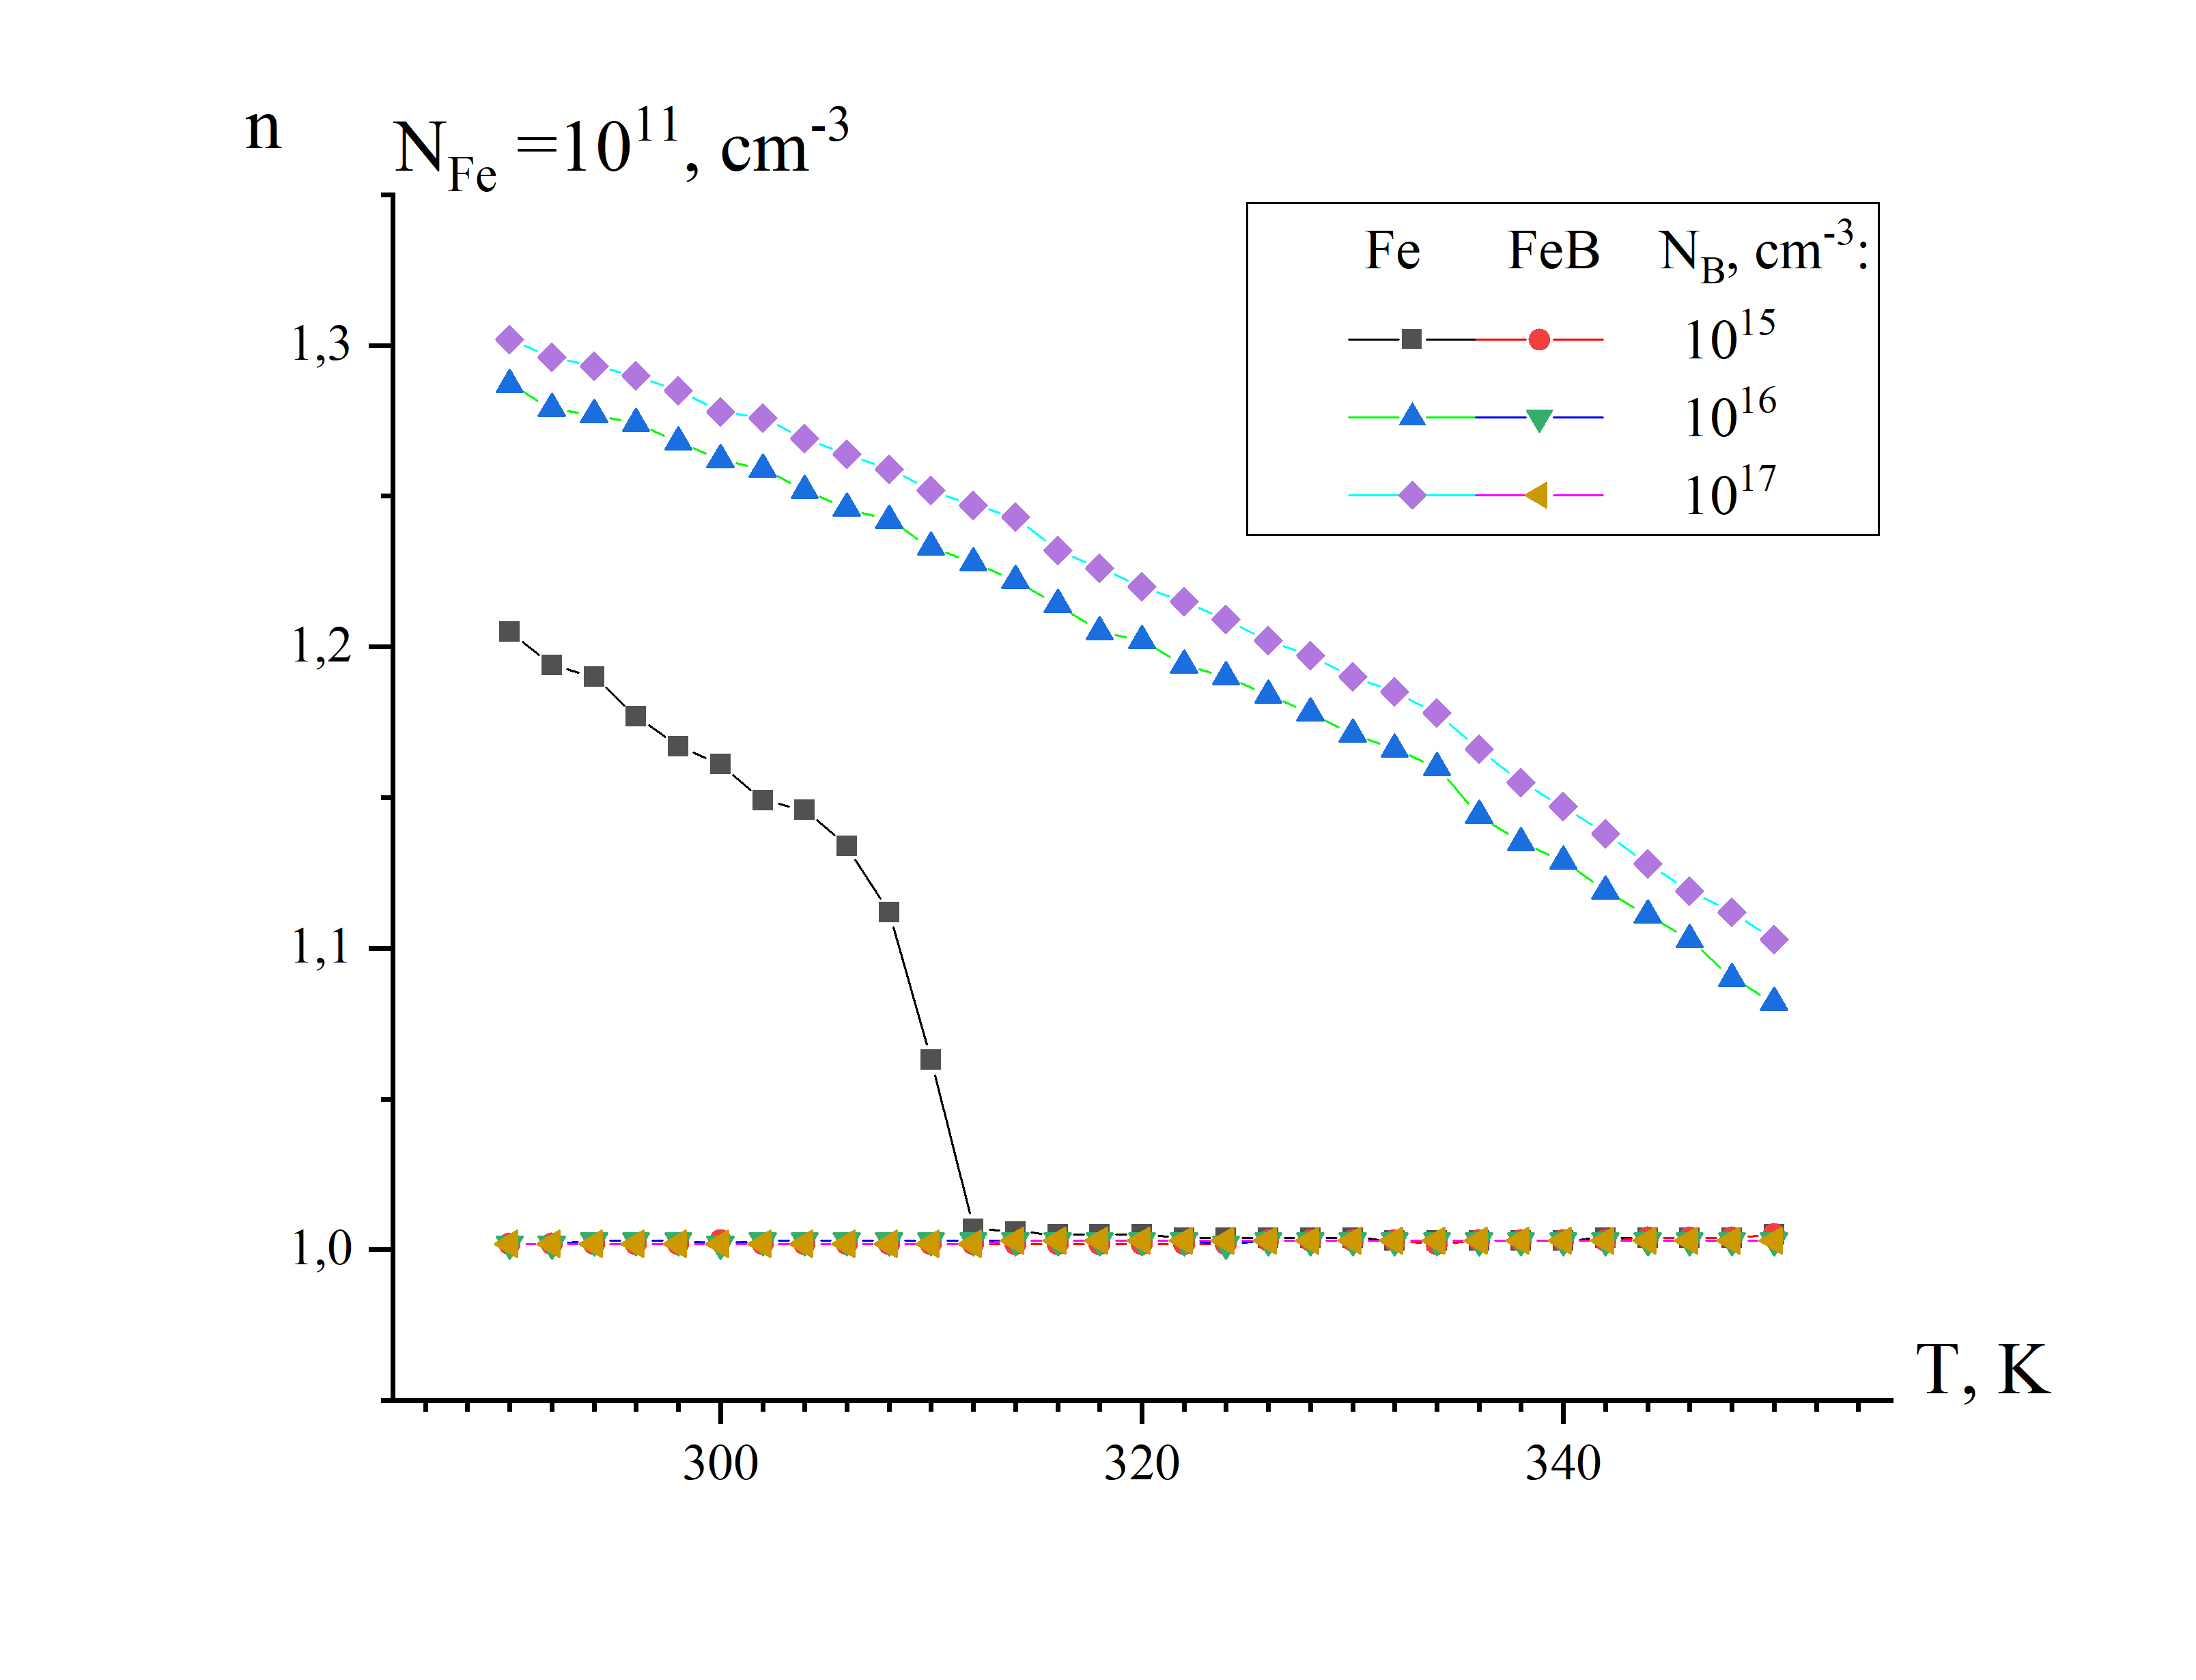 n
N_Fe =10^11, cm^-3
Fe FeB N_B, cm^-3:
10^15
10^16
10^17
1,3
1,2
1,1
1,0
T, K
300 320 340